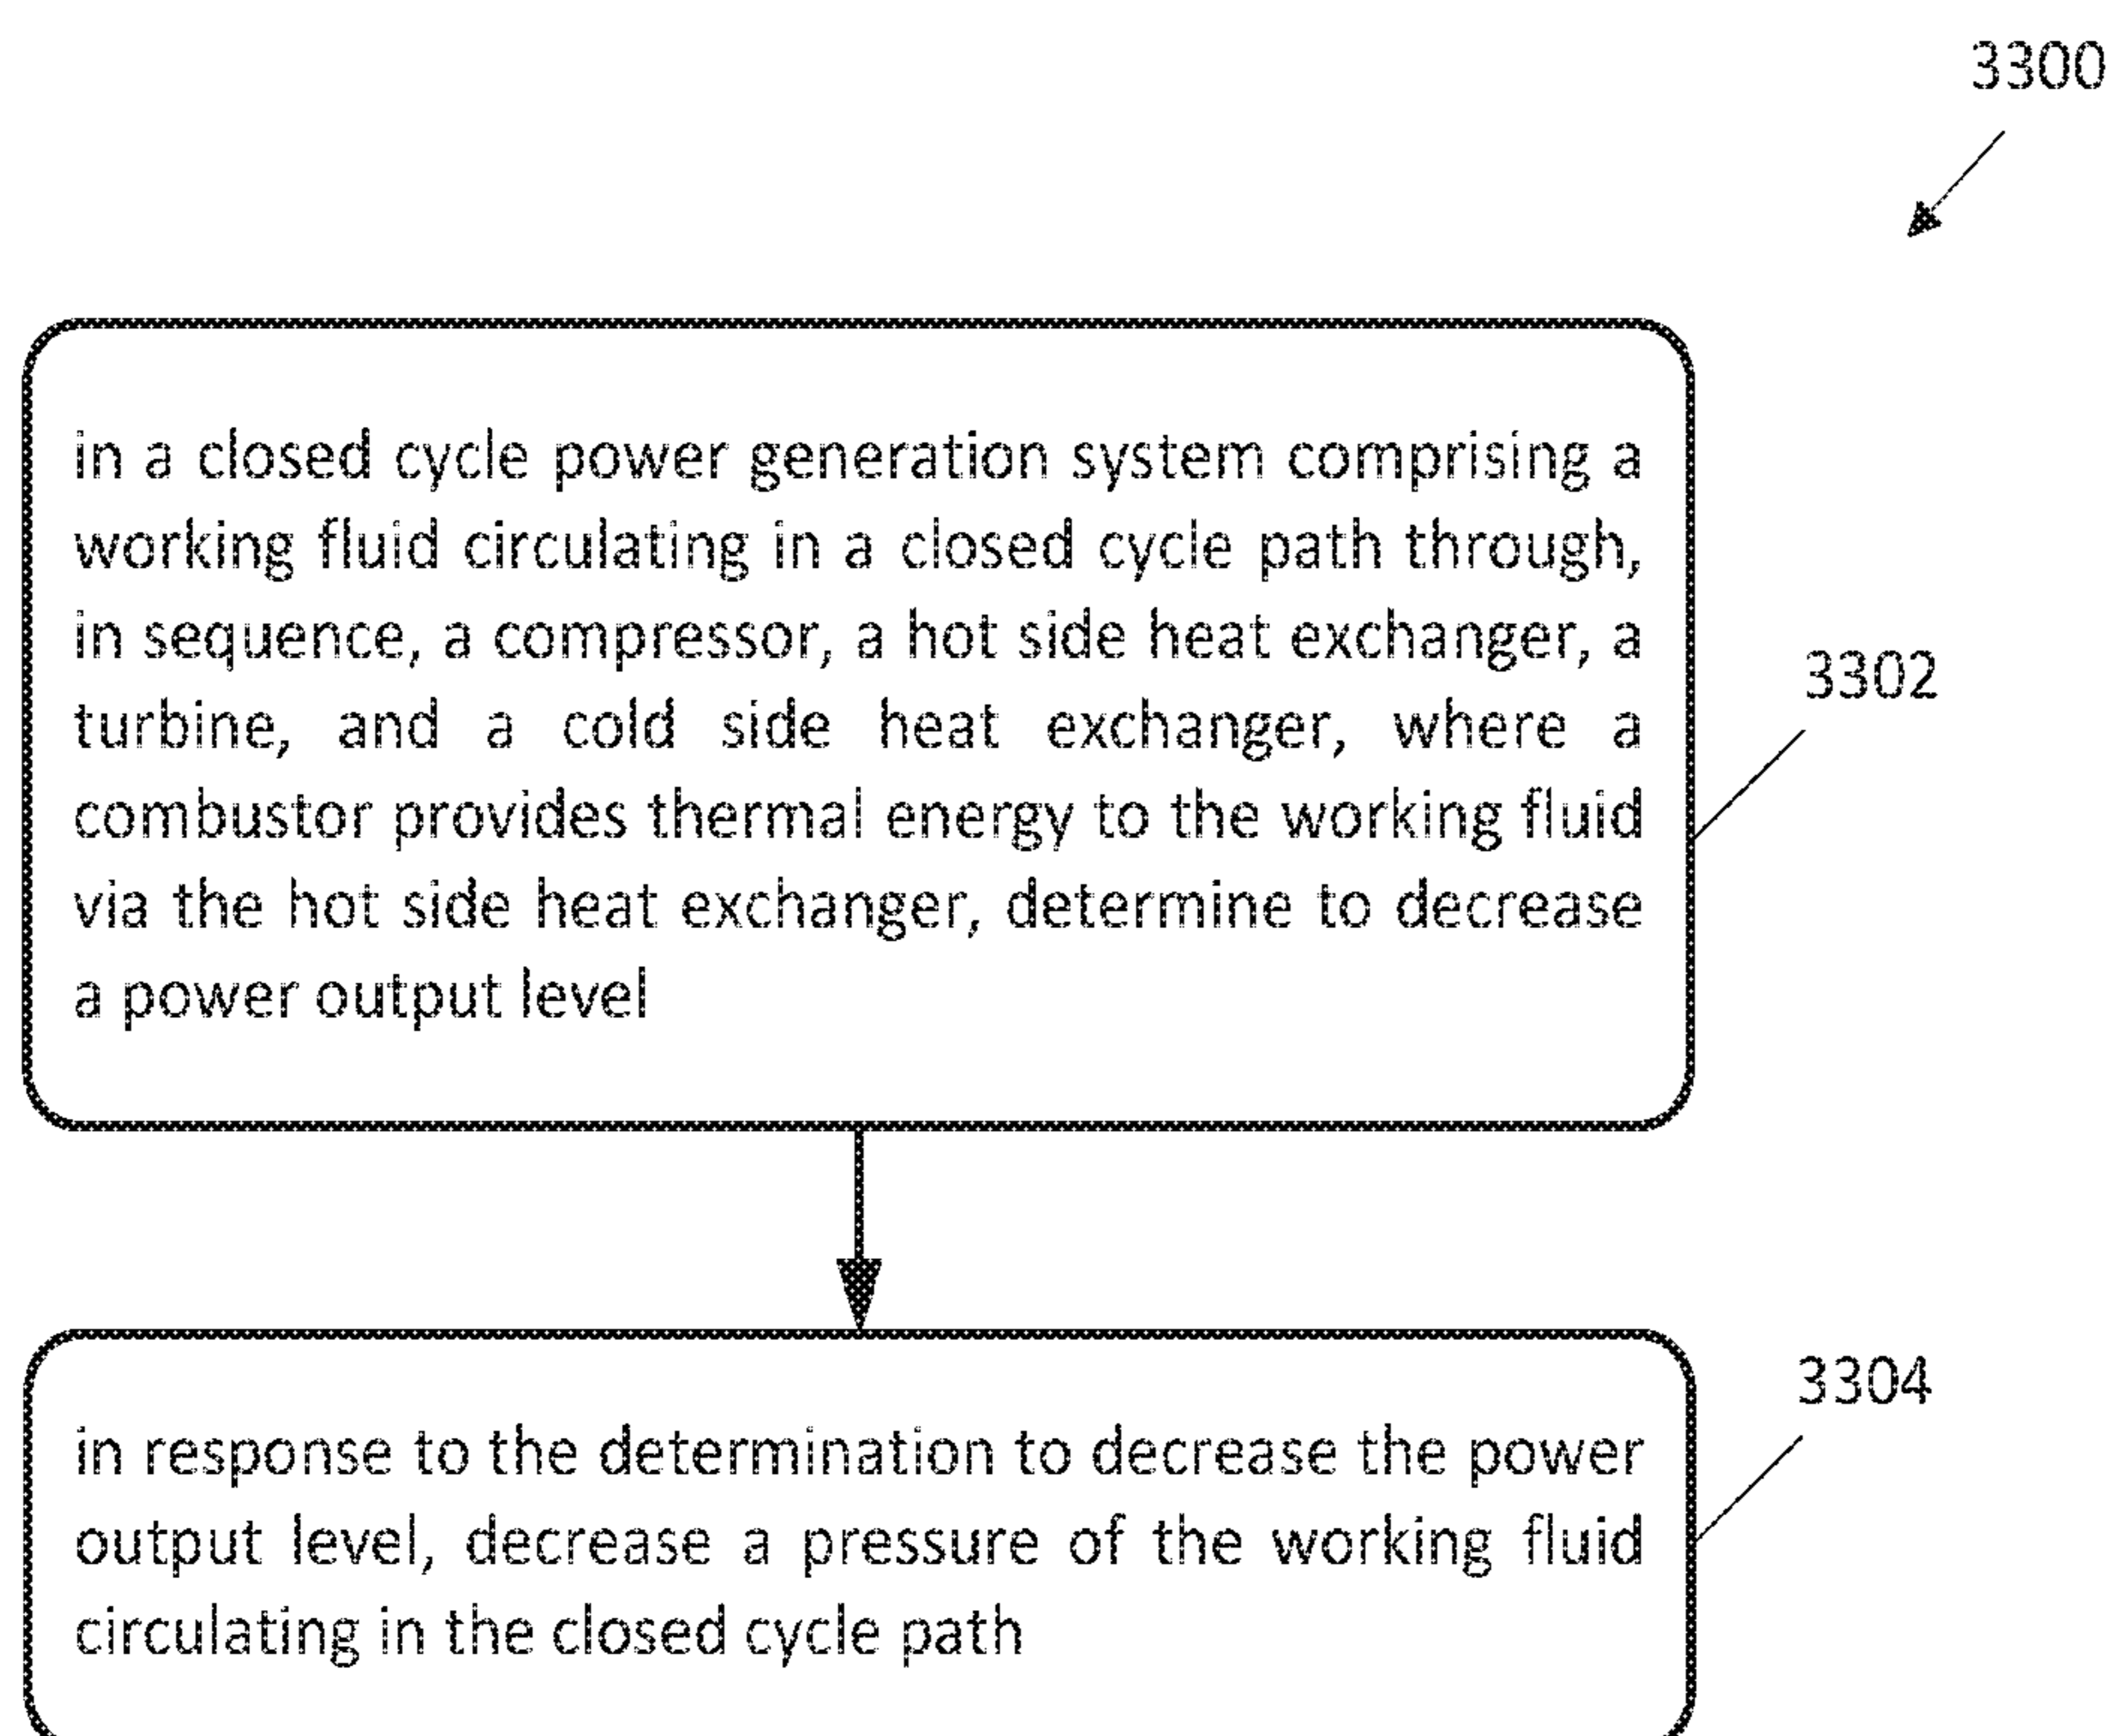 3300
in a closed cycle power generation system comprising a
working fluid circulating in a closed cycle path through,
in sequence, a compressor, a hot side heat exchanger, a
turbine, and a cold side heat exchanger, where a
combustor provides thermal energy to the working fluid
via the hot side heat exchanger, determine to decrease
a power output level
3302
in response to the determination to decrease the power
output level, decrease a pressure of the working fluid
circulating in the closed cycle path
3304